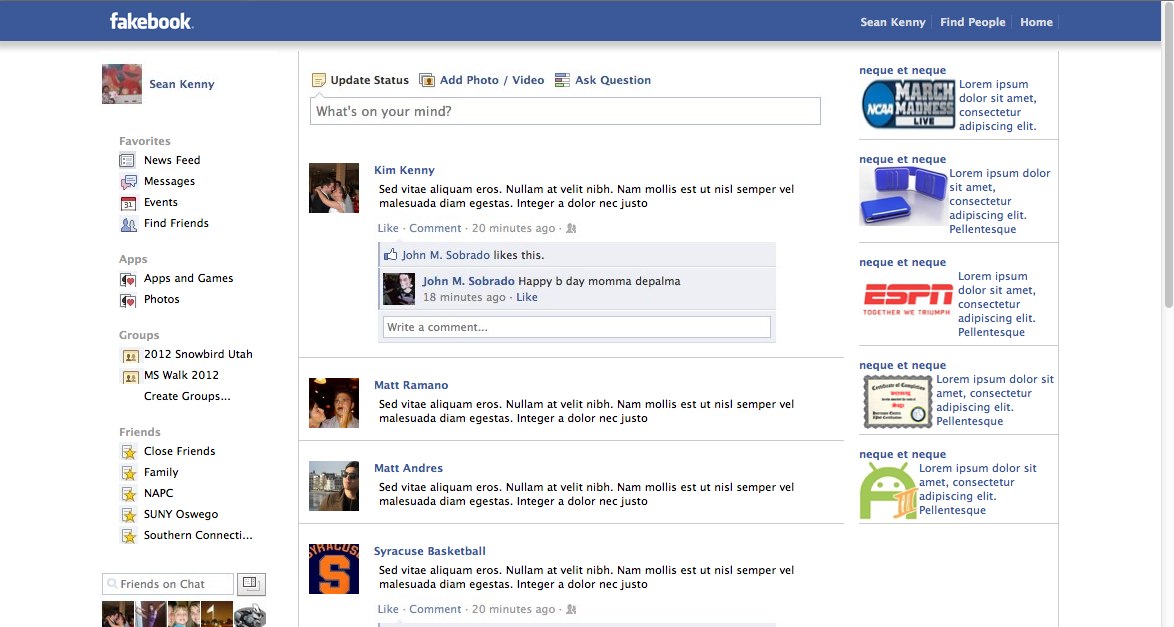 fakebook.
Sean Kenny
Find People
Home
Sean Kenny
Favorites
News Feed
Messages
31
Events
Find Friends
Apps
Apps and Games
Photos
Groups
2012 Snowbird Utah
MS Walk 2012
Create Groups...
Friends
Close Friends
Family
NAPC
SUNY Oswego
Southern Connecti...
Friends on Chat
Update Status
Add Photo / Video
Ask Question
What's on your mind?
Kim Kenny
Sed vitae aliquam eros. Nullam at velit nibh. Nam mollis est ut nisl semper vel
malesuada diam egestas. Integer a dolor nec justo
Like · Comment · 20 minutes ago ·
John M. Sobrado likes this.
John M. Sobrado Happy b day momma depalma
18 minutes ago · Like
Write a comment...
Matt Ramano
Sed vitae aliquam eros. Nullam at velit nibh. Nam mollis est ut nisl semper vel
malesuada diam egestas. Integer a dolor nec justo
Matt Andres
Sed vitae aliquam eros. Nullam at velit nibh. Nam mollis est ut nisl semper vel
malesuada diam egestas. Integer a dolor nec justo
SYRACUSE
S
Syracuse Basketball
Sed vitae aliquam eros. Nullam at velit nibh. Nam mollis est ut nisl semper vel
malesuada diam egestas. Integer a dolor nec justo
Like · Comment · 20 minutes ago ·
neque et neque
NCAA
MARCH
MADNESS
LIVE
Lorem ipsum
dolor sit amet,
consectetur
adipiscing elit.
neque et neque
Lorem ipsum dolor
sit amet,
consectetur
adipiscing elit.
Pellentesque
neque et neque
ESPN
TOGETHER WE TRIUMPH
Lorem ipsum
dolor sit amet,
consectetur
adipiscing elit.
Pellentesque
neque et neque
Certificate of Completion
Lorem ipsum dolor sit
amet, consectetur
adipiscing elit.
Pellentesque
neque et neque
III
Lorem ipsum dolor sit
amet, consectetur
adipiscing elit.
Pellentesque